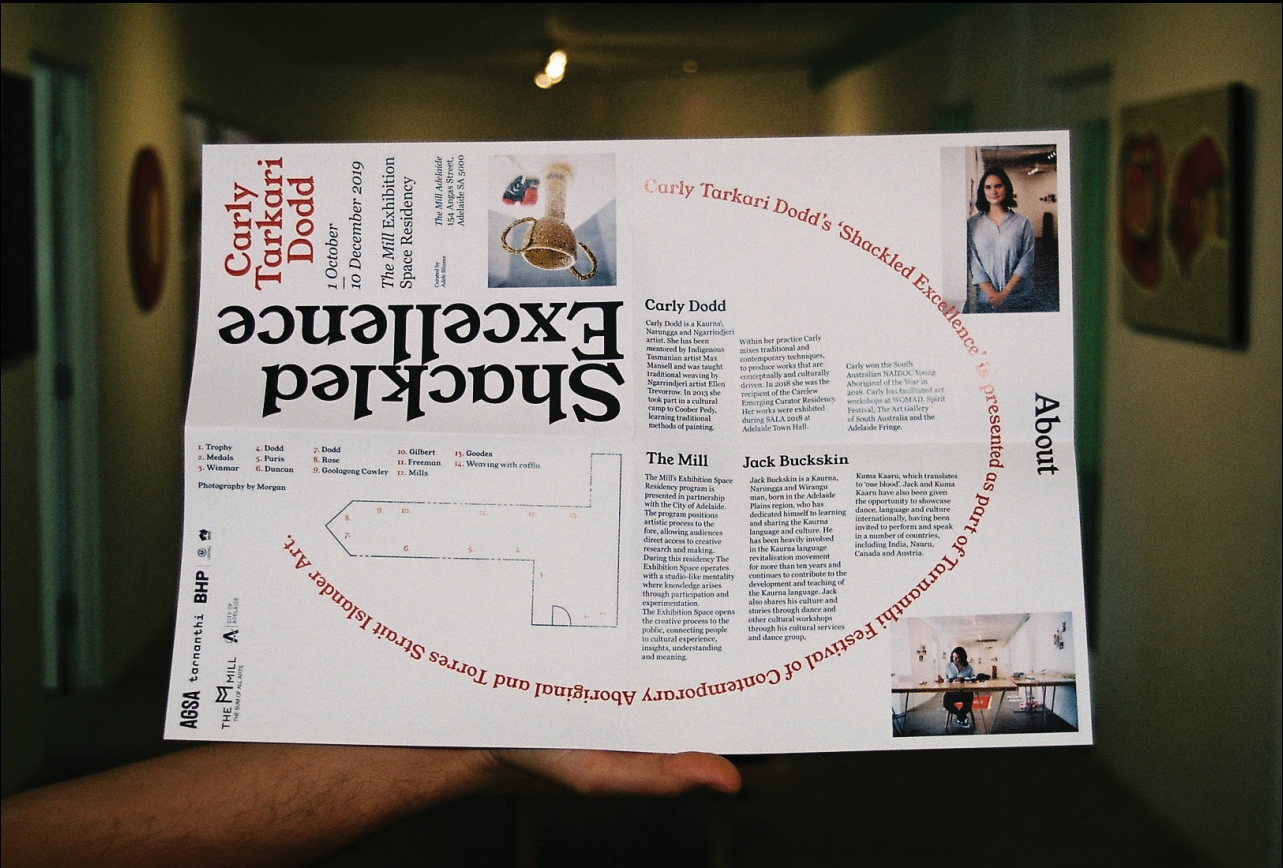 Carly
Tarkari
Dodd
1 October
—
10 December 2019
The Mill Exhibition
Space Residency
Curated by
Adele Sliuzas
The Mill Adelaide
154 Angas Street,
Adelaide SA 5000
Shackled
Excellence
Carly Tarkari Dodd's 'Shackled Excellence' is presented as part of Tarnanthi Festival of Contemporary Aboriginal and Torres Strait Islander Art.
Carly Dodd
Carly Dodd is a Kaurna\
Narungga and Ngarrindjeri
artist. She has been
mentored by Indigenous
Tasmanian artist Max
Mansell and was taught
traditional weaving by
Ngarrindjeri artist Ellen
Trevorrow. In 2013 she
took part in a cultural
camp to Coober Pedy,
learning traditional
methods of painting.
Within her practice Carly
mixes traditional and
contemporary techniques,
to produce works that are
conceptually and culturally
driven. In 2018 she was the
recipient of the Carclew
Emerging Curator Residency.
Her works were exhibited
during SALA 2018 at
Adelaide Town Hall.
Carly won the South
Australian NAIDOC Young
Aboriginal of the Year in
2018. Carly has facilitated art
workshops at WOMAD, Spirit
Festival, The Art Gallery
of South Australia and the
Adelaide Fringe.
About
1. Trophy
2. Medals
3. Winmar
4. Dodd
5. Puris
6. Duncan
7. Dodd
8. Rose
9. Goolagong Cawley
10. Gilbert
11. Freeman
12. Mills
13. Goodes
14. Weaving with raffia
Photography by Morgan
The Mill
The Mill's Exhibition Space
Residency program is
presented in partnership
with the City of Adelaide.
The program positions
artistic process to the
fore, allowing audiences
direct access to creative
research and making.
During this residency The
Exhibition Space operates
with a studio-like mentality
where knowledge arises
through participation and
experimentation.
The Exhibition Space opens
the creative process to the
public, connecting people
to cultural experience,
insights, understanding
and meaning.
Jack Buckskin
Jack Buckskin is a Kaurna,
Narungga and Wirangu
man, born in the Adelaide
Plains region, who has
dedicated himself to learning
and sharing the Kaurna
language and culture. He
has been heavily involved
in the Kaurna language
revitalisation movement
for more than ten years and
continues to contribute to the
development and teaching of
the Kaurna language. Jack
also shares his culture and
stories through dance and
other cultural workshops
through his cultural services
and dance group,
Kuma Kaaru, which translates
to 'one blood'. Jack and Kuma
Kaaru have also been given
the opportunity to showcase
dance, language and culture
internationally, having been
invited to perform and speak
in a number of countries,
including India, Nauru,
Canada and Austria.
9.
10.
8.
7.
6.
5.
4.
AGSA
tarnanthi
BHP
THE MILL
THE SUM OF ALL ARTS
CITY OF
ADELAIDE